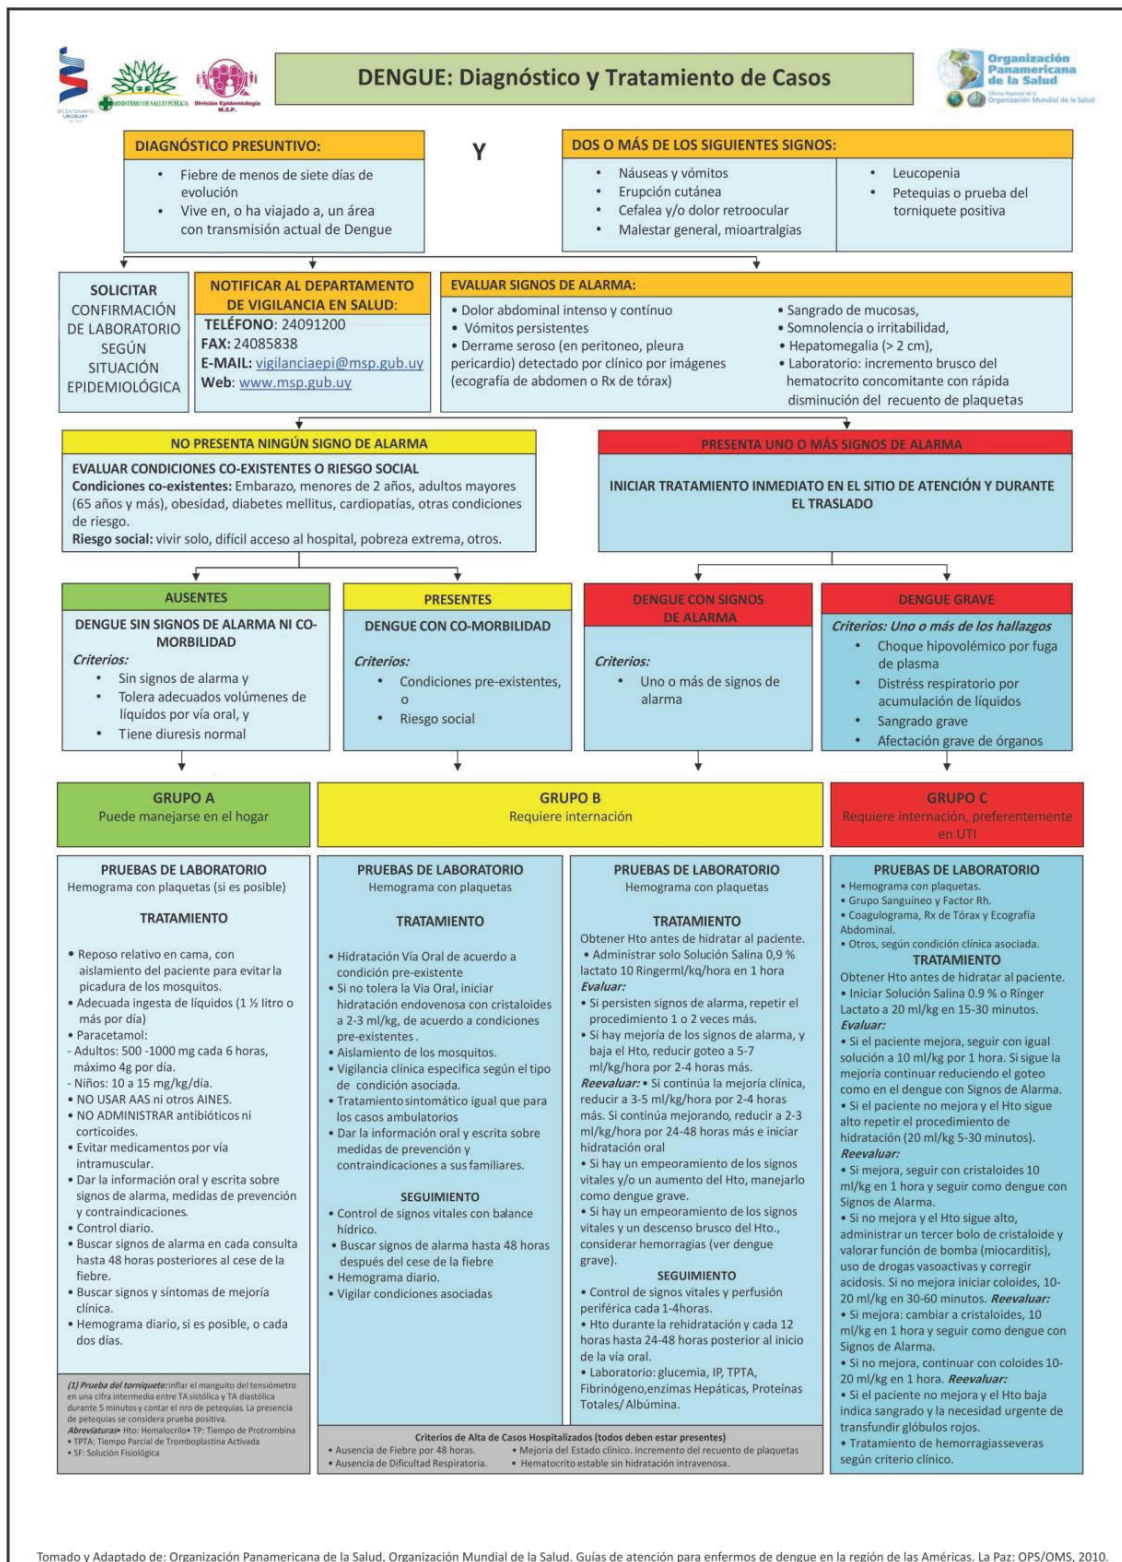 BICENTENARIO
URUGUAY
MINISTERIO DE SALUD PÚBLICA
División Epidemiología
M.S.P.
DENGUE: Diagnóstico y Tratamiento de Casos
Organización
Panamericana
de la Salud
Oficina Regional de la
Organización Mundial de la Salud
DIAGNÓSTICO PRESUNTIVO:
• Fiebre de menos de siete días de
evolución
• Vive en, o ha viajado a, un área
con transmisión actual de Dengue
Y
DOS O MÁS DE LOS SIGUIENTES SIGNOS:
• Náuseas y vómitos
• Erupción cutánea
• Cefalea y/o dolor retroocular
• Malestar general, mioartralgias
• Leucopenia
• Petequias o prueba del
torniquete positiva
SOLICITAR
CONFIRMACIÓN
DE LABORATORIO
SEGÚN
SITUACIÓN
EPIDEMIOLÓGICA
NOTIFICAR AL DEPARTAMENTO
DE VIGILANCIA EN SALUD:
TELÉFONO: 24091200
FAX: 24085838
E-MAIL: vigilanciaepi@msp.gub.uy
Web: www.msp.gub.uy
EVALUAR SIGNOS DE ALARMA:
• Dolor abdominal intenso y contínuo
• Vómitos persistentes
• Derrame seroso (en peritoneo, pleura
pericardio) detectado por clínico por imágenes
(ecografía de abdomen o Rx de tórax)
• Sangrado de mucosas,
• Somnolencia o irritabilidad,
• Hepatomegalia (> 2 cm),
• Laboratorio: incremento brusco del
hematocrito concomitante con rápida
disminución del recuento de plaquetas
NO PRESENTA NINGÚN SIGNO DE ALARMA
EVALUAR CONDICIONES CO-EXISTENTES O RIESGO SOCIAL
Condiciones co-existentes: Embarazo, menores de 2 años, adultos mayores
(65 años y más), obesidad, diabetes mellitus, cardiopatías, otras condiciones
de riesgo.
Riesgo social: vivir solo, difícil acceso al hospital, pobreza extrema, otros.
PRESENTA UNO O MÁS SIGNOS DE ALARMA
INICIAR TRATAMIENTO INMEDIATO EN EL SITIO DE ATENCIÓN Y DURANTE
EL TRASLADO
AUSENTES
DENGUE SIN SIGNOS DE ALARMA NI CO-
MORBILIDAD
Criterios:
• Sin signos de alarma y
• Tolera adecuados volúmenes de
líquidos por vía oral, y
• Tiene diuresis normal
PRESENTES
DENGUE CON CO-MORBILIDAD
Criterios:
• Condiciones pre-existentes,
o
• Riesgo social
DENGUE CON SIGNOS
DE ALARMA
Criterios:
• Uno o más de signos de
alarma
DENGUE GRAVE
Criterios: Uno o más de los hallazgos
• Choque hipovolémico por fuga
de plasma
• Distréss respiratorio por
acumulación de líquidos
• Sangrado grave
• Afectación grave de órganos
GRUPO A
Puede manejarse en el hogar
GRUPO B
Requiere internación
GRUPO C
Requiere internación, preferentemente
en UTI
PRUEBAS DE LABORATORIO
Hemograma con plaquetas (si es posible)
TRATAMIENTO
• Reposo relativo en cama, con
aislamiento del paciente para evitar la
picadura de los mosquitos.
• Adecuada ingesta de líquidos (1 ½ litro o
más por día)
• Paracetamol:
- Adultos: 500 -1000 mg cada 6 horas,
máximo 4g por día.
- Niños: 10 a 15 mg/kg/día.
• NO USAR AAS ni otros AINES.
• NO ADMINISTRAR antibióticos ni
corticoides.
• Evitar medicamentos por vía
intramuscular.
• Dar la información oral y escrita sobre
signos de alarma, medidas de prevención
y contraindicaciones.
• Control diario.
• Buscar signos de alarma en cada consulta
hasta 48 horas posteriores al cese de la
fiebre.
• Buscar signos y síntomas de mejoría
clínica.
• Hemograma diario, si es posible, o cada
dos días.
(1) Prueba del torniquete: inflar el manguito del tensiómetro
en una cifra intermedia entre TA sistólica y TA diastólica
durante 5 minutos y contar el nro de petequias. La presencia
de petequias se considera prueba positiva.
Abreviaturas• Hto: Hemalocrilo• TP: Tiempo de Protrombina
• TPTA: Tiempo Parcial de Tromboplastina Activada
• SF: Solución Fisiológica
PRUEBAS DE LABORATORIO
Hemograma con plaquetas
TRATAMIENTO
• Hidratación Vía Oral de acuerdo a
condición pre-existente
• Si no tolera la Via Oral, iniciar
hidratación endovenosa con cristaloides
a 2-3 ml/kg, de acuerdo a condiciones
pre-existentes .
• Aislamiento de los mosquitos.
• Vigilancia clínica especifica según el tipo
de condición asociada.
• Tratamiento sintomático igual que para
los casos ambulatorios
• Dar la información oral y escrita sobre
medidas de prevención y
contraindicaciones a sus familiares.
SEGUIMIENTO
• Control de signos vitales con balance
hídrico.
• Buscar signos de alarma hasta 48 horas
después del cese de la fiebre
• Hemograma diario.
• Vigilar condiciones asociadas
PRUEBAS DE LABORATORIO
Hemograma con plaquetas
TRATAMIENTO
Obtener Hto antes de hidratar al paciente.
• Administrar solo Solución Salina 0,9 %
lactato 10 Ringerml/kq/hora en 1 hora
Evaluar:
• Si persisten signos de alarma, repetir el
procedimiento 1 o 2 veces más.
• Si hay mejoría de los signos de alarma, y
baja el Hto, reducir goteo a 5-7
ml/kg/hora por 2-4 horas más.
Reevaluar: • Si continúa la mejoría clínica,
reducir a 3-5 ml/kg/hora por 2-4 horas
más. Si continúa mejorando, reducir a 2-3
ml/kg/hora por 24-48 horas más e iniciar
hidratación oral
• Si hay un empeoramiento de los signos
vitales y/o un aumento del Hto, manejarlo
como dengue grave.
• Si hay un empeoramiento de los signos
vitales y un descenso brusco del Hto.,
considerar hemorragias (ver dengue
grave).
SEGUIMIENTO
• Control de signos vitales y perfusión
periférica cada 1-4horas.
• Hto durante la rehidratación y cada 12
horas hasta 24-48 horas posterior al inicio
de la vía oral.
• Laboratorio: glucemia, IP, TPTA,
Fibrinógeno,enzimas Hepáticas, Proteínas
Totales/ Albúmina.
Criterios de Alta de Casos Hospitalizados (todos deben estar presentes)
• Ausencia de Fiebre por 48 horas.
• Mejoría del Estado clínico. Incremento del recuento de plaquetas
• Ausencia de Dificultad Respiratoria.
• Hematocrito estable sin hidratación intravenosa.
PRUEBAS DE LABORATORIO
• Hemograma con plaquetas.
• Grupo Sanguíneo y Factor Rh.
• Coagulograma, Rx de Tórax y Ecografía
Abdominal.
• Otros, según condición clínica asociada.
TRATAMIENTO
Obtener Hto antes de hidratar al paciente.
• Iniciar Solución Salina 0.9 % o Rínger
Lactato a 20 ml/kg en 15-30 minutos.
Evaluar:
• Si el paciente mejora, seguir con igual
solución a 10 ml/kg por 1 hora. Si sigue la
mejoría continuar reduciendo el goteo
como en el dengue con Signos de Alarma.
• Si el paciente no mejora y el Hto sigue
alto repetir el procedimiento de
hidratación (20 ml/kg 5-30 minutos).
Reevaluar:
• Si mejora, seguir con cristaloides 10
ml/kg en 1 hora y seguir como dengue con
Signos de Alarma.
• Si no mejora y el Hto sigue alto,
administrar un tercer bolo de cristaloide y
valorar función de bomba (miocarditis),
uso de drogas vasoactivas y corregir
acidosis. Si no mejora iniciar coloides, 10-
20 ml/kg en 30-60 minutos. Reevaluar:
• Si mejora: cambiar a cristaloides, 10
ml/kg en 1 hora y seguir como dengue con
Signos de Alarma.
• Si no mejora, continuar con coloides 10-
20 ml/kg en 1 hora. Reevaluar:
• Si el paciente no mejora y el Hto baja
indica sangrado y la necesidad urgente de
transfundir glóbulos rojos.
• Tratamiento de hemorragiasseveras
según criterio clínico.
Tomado y Adaptado de: Organización Panamericana de la Salud, Organización Mundial de la Salud. Guías de atención para enfermos de dengue en la región de las Américas. La Paz: OPS/OMS, 2010.